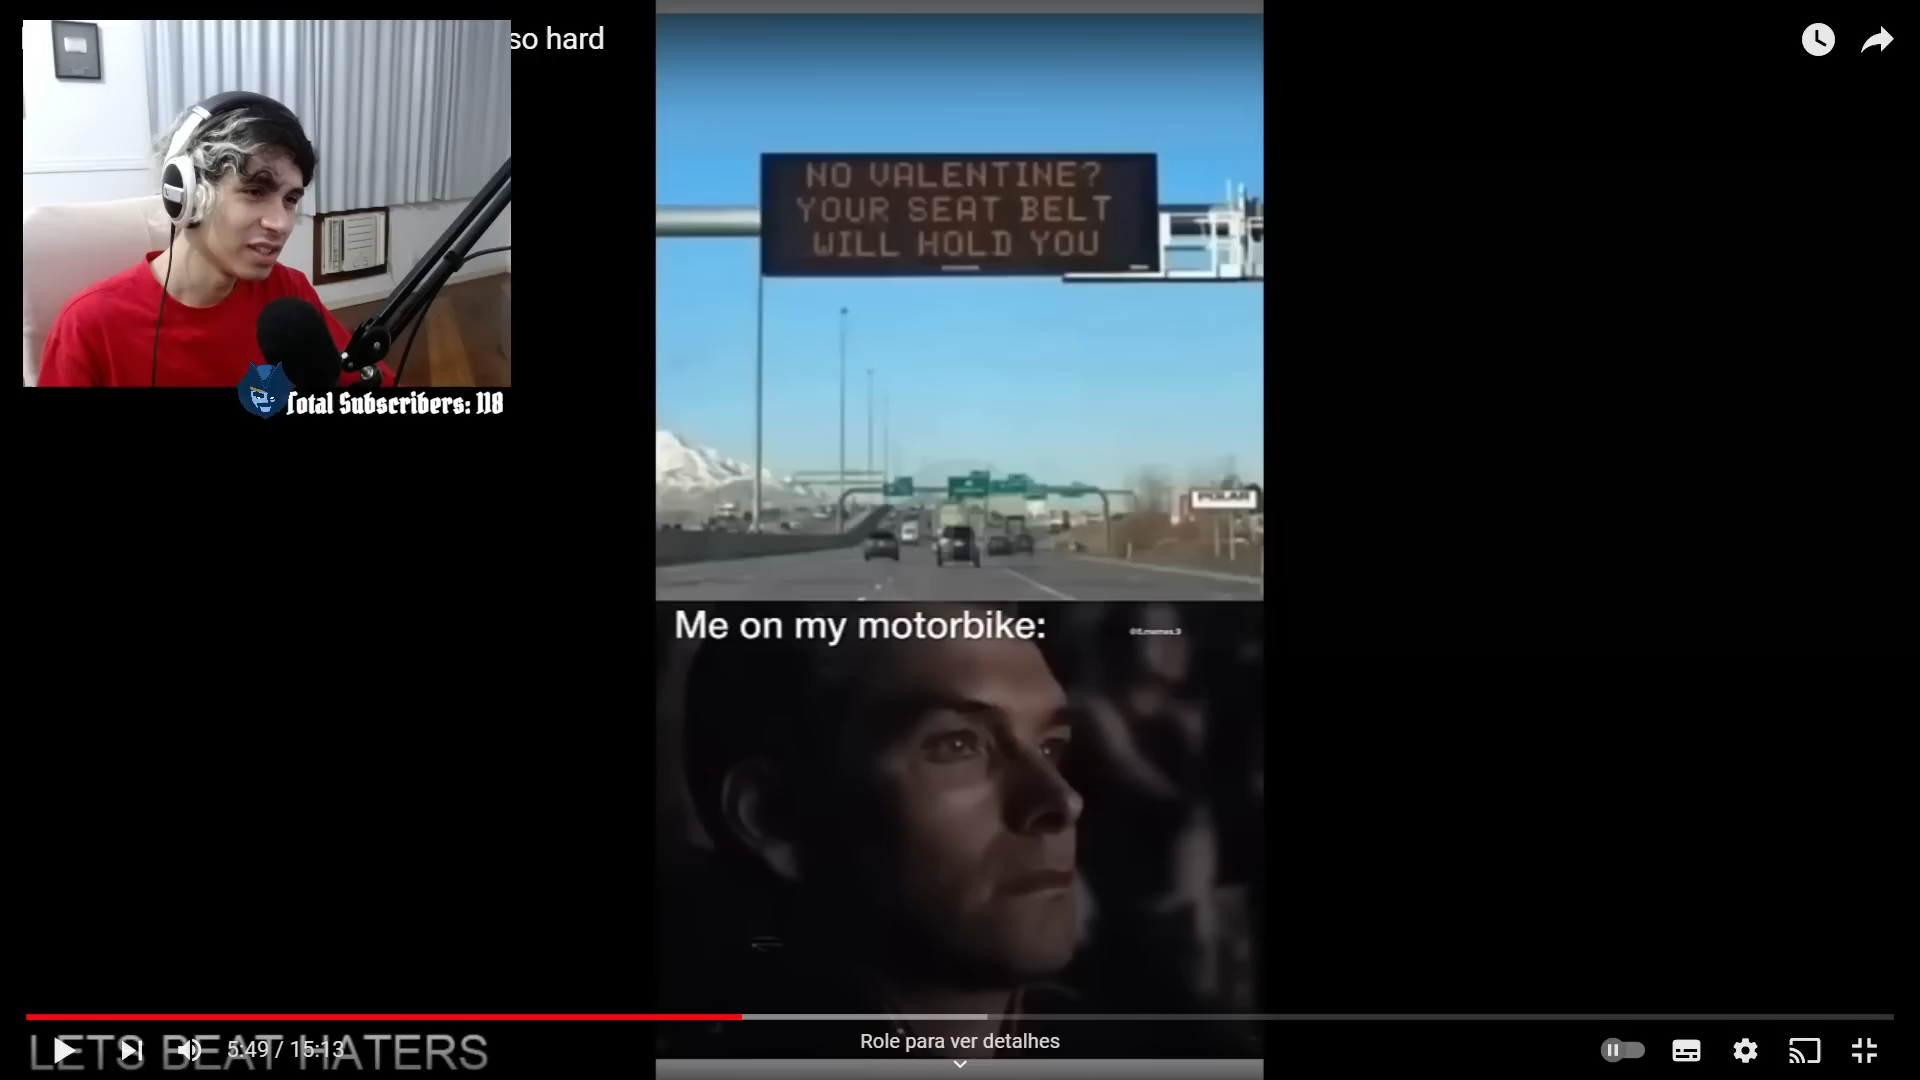 so hard
NO VALENTINE?
YOUR SEAT BELT
WILL HOLD YOU
Total Subscribers: 118
POLAR
Me on my motorbike:
LETS BEAT HATERS
5:49 / 15:13
Role para ver detalhes